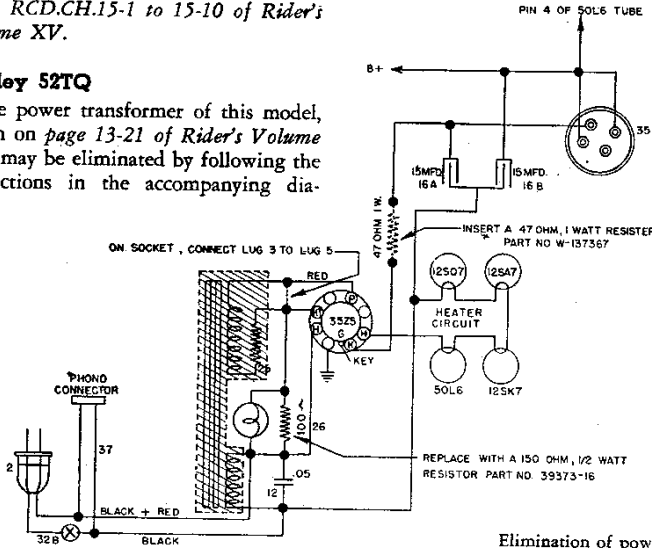 RCD.CH.15-1 to 15-10 of Rider's
me XV.
ley 52TQ
e power transformer of this model,
n on page 13-21 of Rider's Volume
may be eliminated by following the
ctions in the accompanying dia-
PIN 4 OF 50L6 TUBE
B+
35
15MFD.
16A
15MFD.
16B
47 OHM 1 W.
INSERT A 47 OHM, 1 WATT RESISTER
PART NO W-137367
ON SOCKET, CONNECT LUG 3 TO LUG 5
RED
P
H
H
35Z5
G
H
K
KEY
12SQ7
12SA7
HEATER
CIRCUIT
50L6
12SK7
PHONO
CONNECTOR
37
2
100
26
.05
12
REPLACE WITH A 150 OHM, 1/2 WATT
RESISTOR PART NO. 39373-16
BLACK + RED
32B
BLACK
Elimination of pow